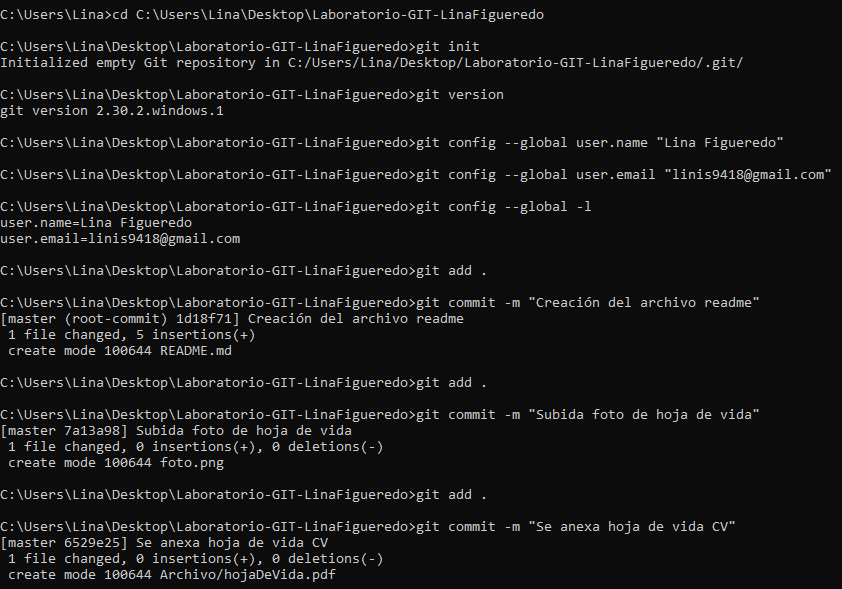 C:\Users\Lina>cd C:\Users\Lina\Desktop\Laboratorio-GIT-LinaFigueredo
C:\Users\Lina\Desktop\Laboratorio-GIT-LinaFigueredo>git init
Initialized empty Git repository in C:/Users/Lina/Desktop/Laboratorio-GIT-LinaFigueredo/.git/
C:\Users\Lina\Desktop\Laboratorio-GIT-LinaFigueredo>git version
git version 2.30.2.windows.1
C:\Users\Lina\Desktop\Laboratorio-GIT-LinaFigueredo>git config --global user.name "Lina Figueredo"
C:\Users\Lina\Desktop\Laboratorio-GIT-LinaFigueredo>git config --global user.email "linis9418@gmail.com"
C:\Users\Lina\Desktop\Laboratorio-GIT-LinaFigueredo>git config --global -l
user.name=Lina Figueredo
user.email=linis9418@gmail.com
C:\Users\Lina\Desktop\Laboratorio-GIT-LinaFigueredo>git add .
C:\Users\Lina\Desktop\Laboratorio-GIT-LinaFigueredo>git commit -m "Creación del archivo readme"
[master (root-commit) 1d18f71] Creación del archivo readme
 1 file changed, 5 insertions(+)
 create mode 100644 README.md
C:\Users\Lina\Desktop\Laboratorio-GIT-LinaFigueredo>git add .
C:\Users\Lina\Desktop\Laboratorio-GIT-LinaFigueredo>git commit -m "Subida foto de hoja de vida"
[master 7a13a98] Subida foto de hoja de vida
 1 file changed, 0 insertions(+), 0 deletions(-)
 create mode 100644 foto.png
C:\Users\Lina\Desktop\Laboratorio-GIT-LinaFigueredo>git add .
C:\Users\Lina\Desktop\Laboratorio-GIT-LinaFigueredo>git commit -m "Se anexa hoja de vida CV"
[master 6529e25] Se anexa hoja de vida CV
 1 file changed, 0 insertions(+), 0 deletions(-)
 create mode 100644 Archivo/hojaDeVida.pdf